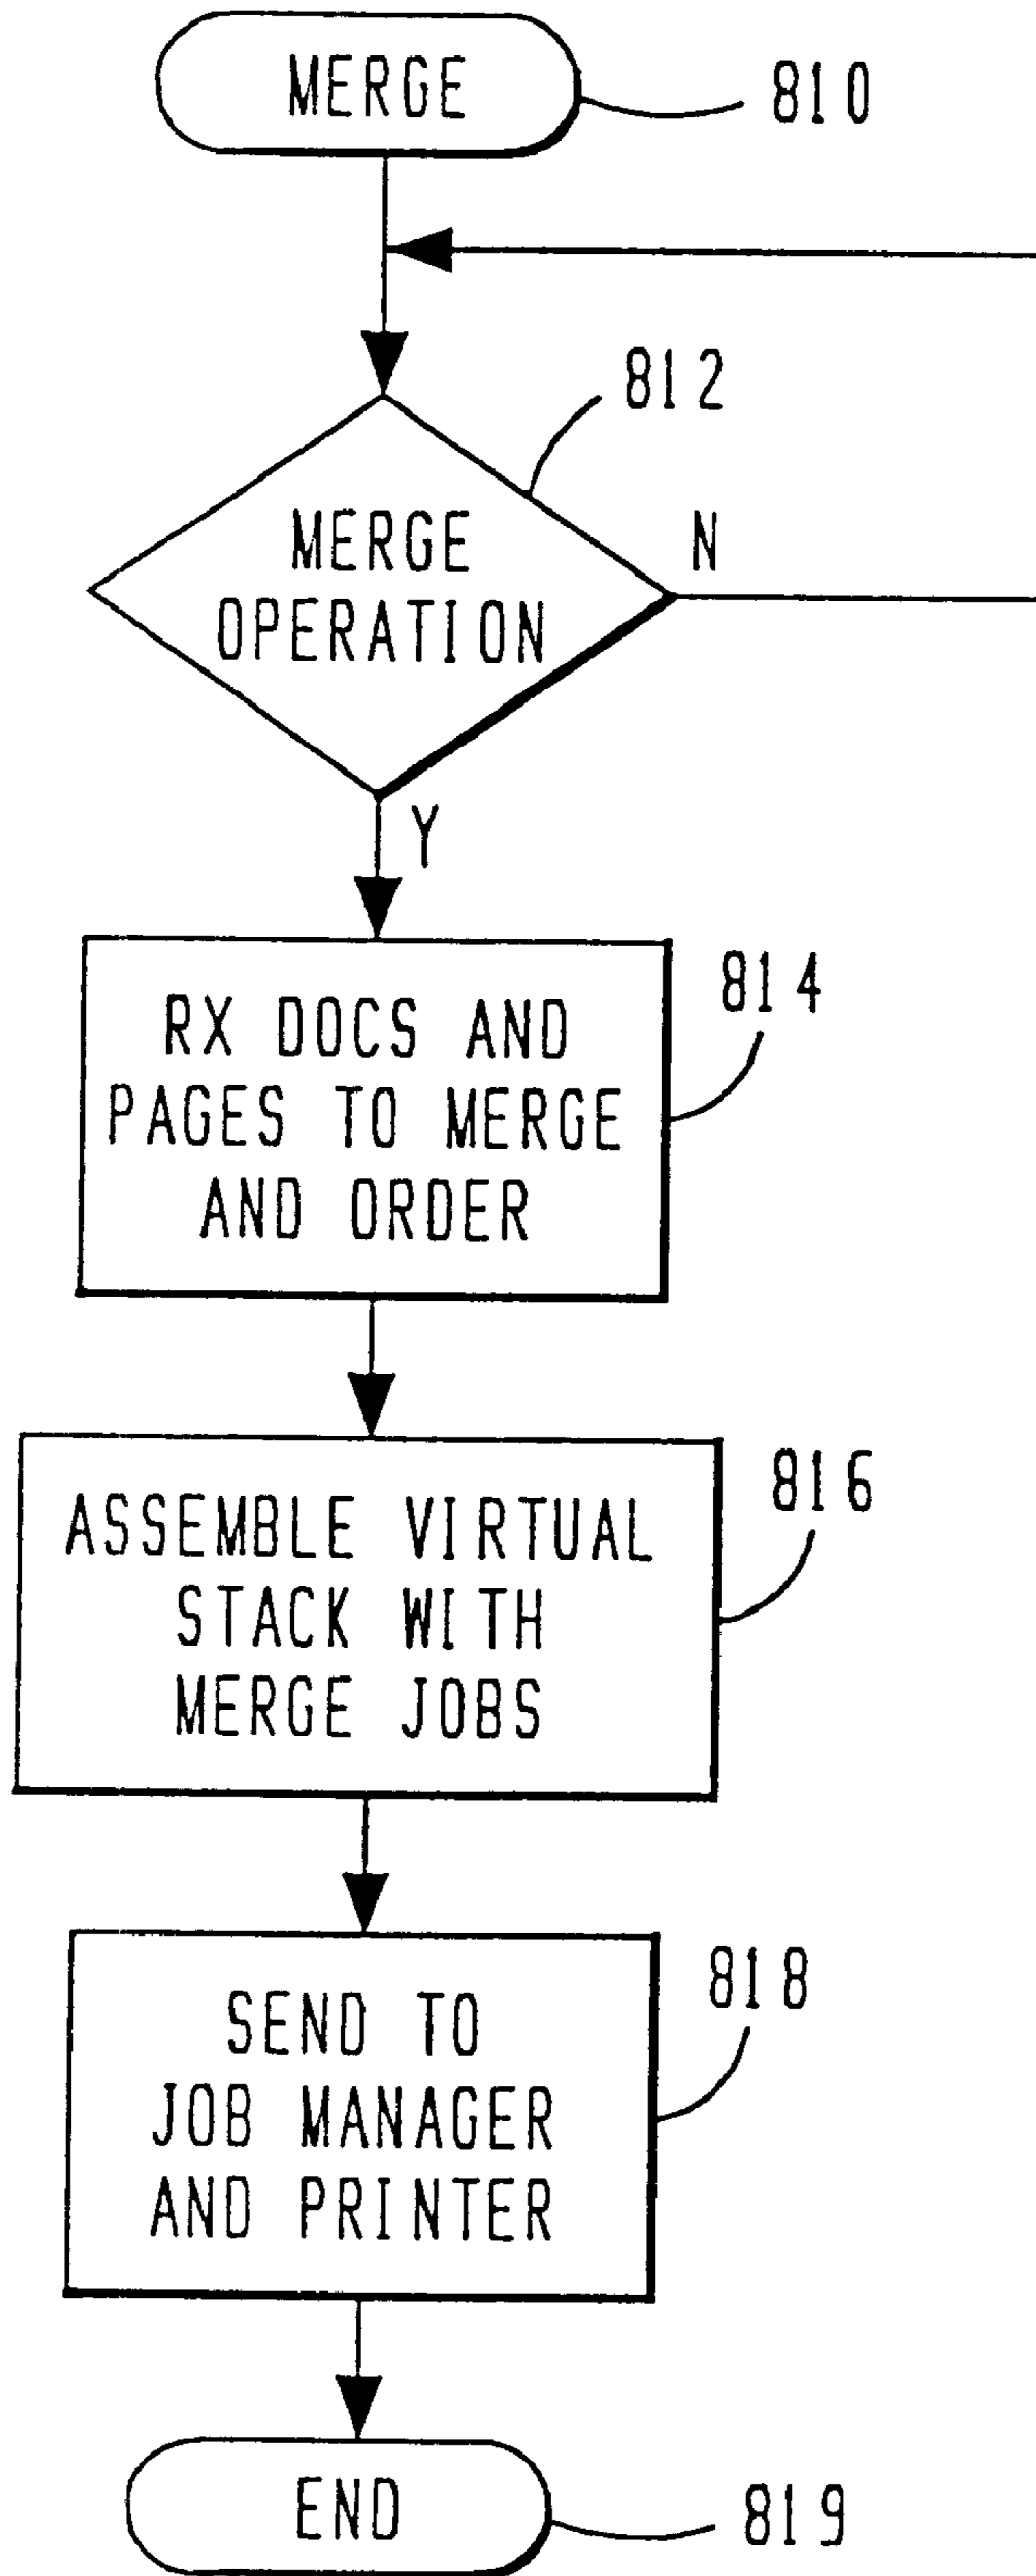 MERGE
810
812
MERGE
OPERATION
N
Y
814
RX DOCS AND
PAGES TO MERGE
AND ORDER
816
ASSEMBLE VIRTUAL
STACK WITH
MERGE JOBS
818
SEND TO
JOB MANAGER
AND PRINTER
END
819